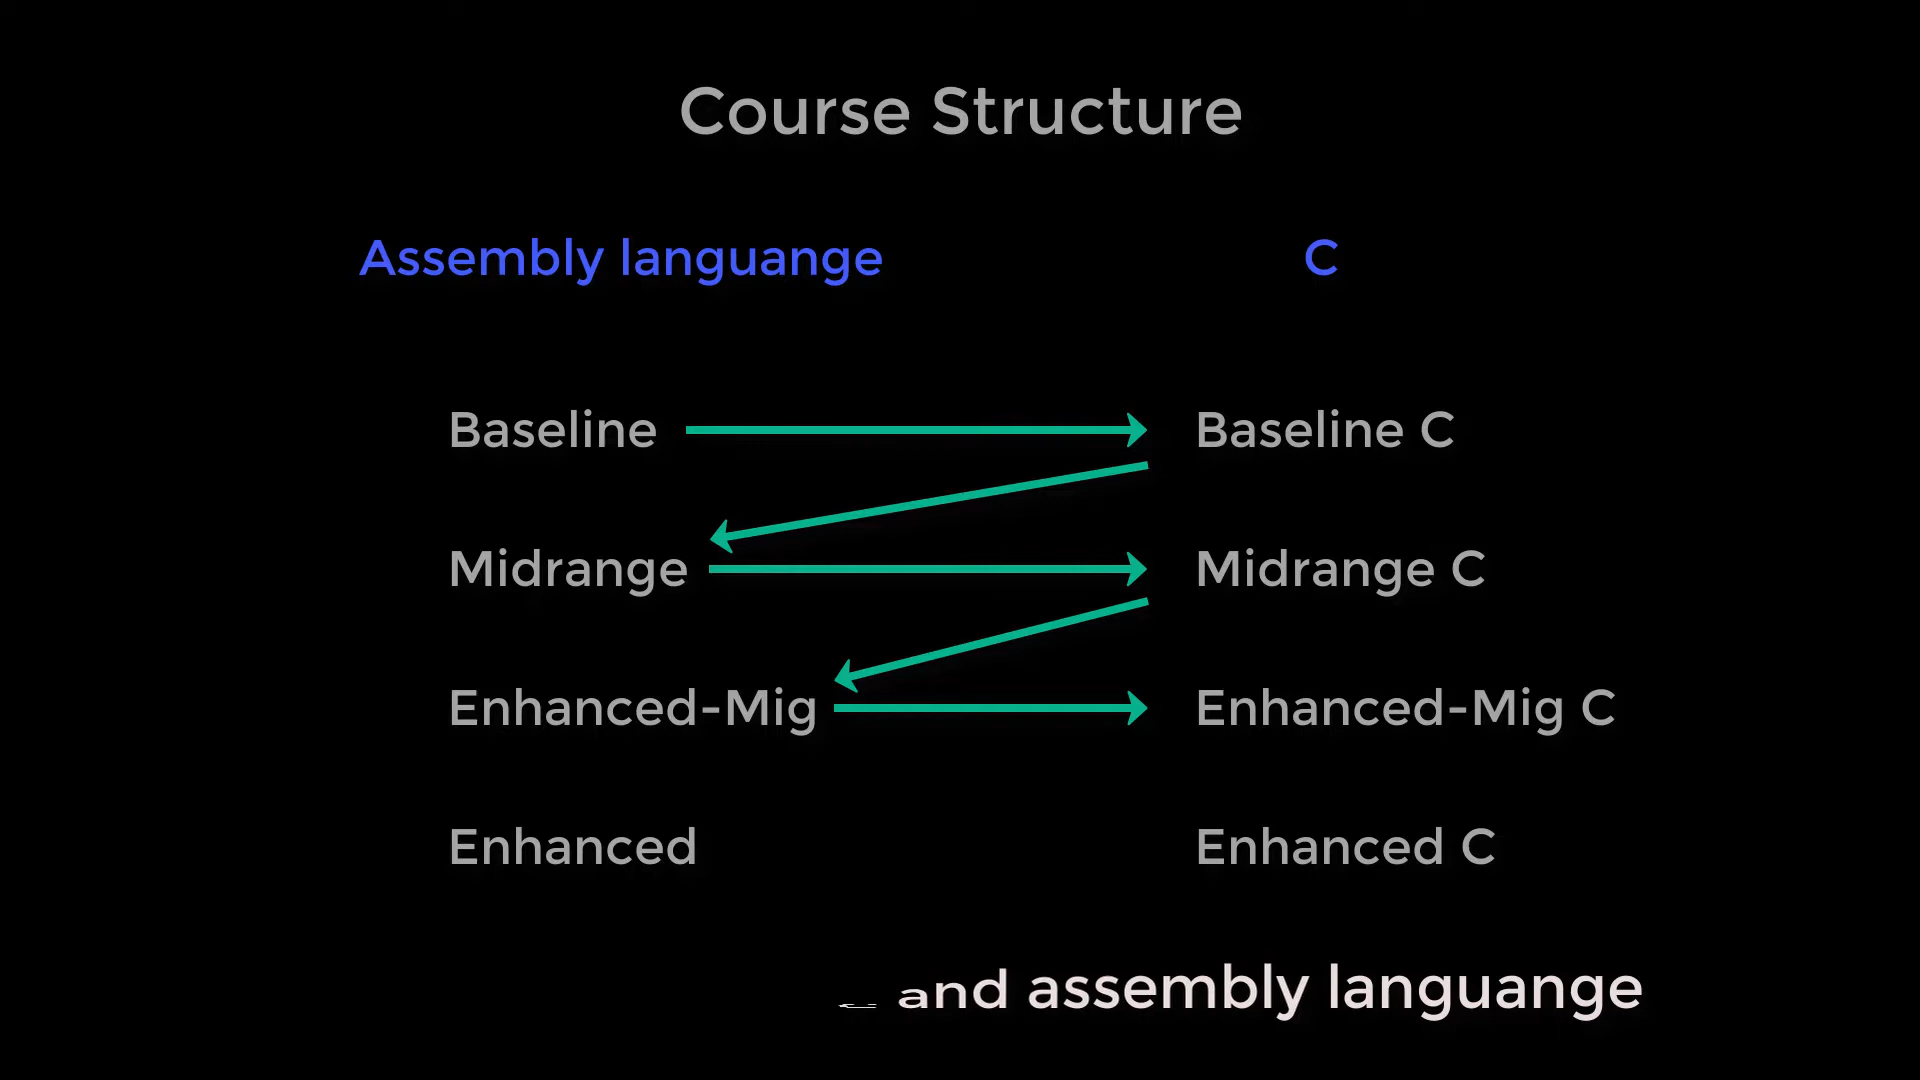 Course Structure
Assembly languange C
Baseline Baseline C
Midrange Midrange C
Enhanced-Mig Enhanced-Mig C
Enhanced Enhanced C
and assembly languange